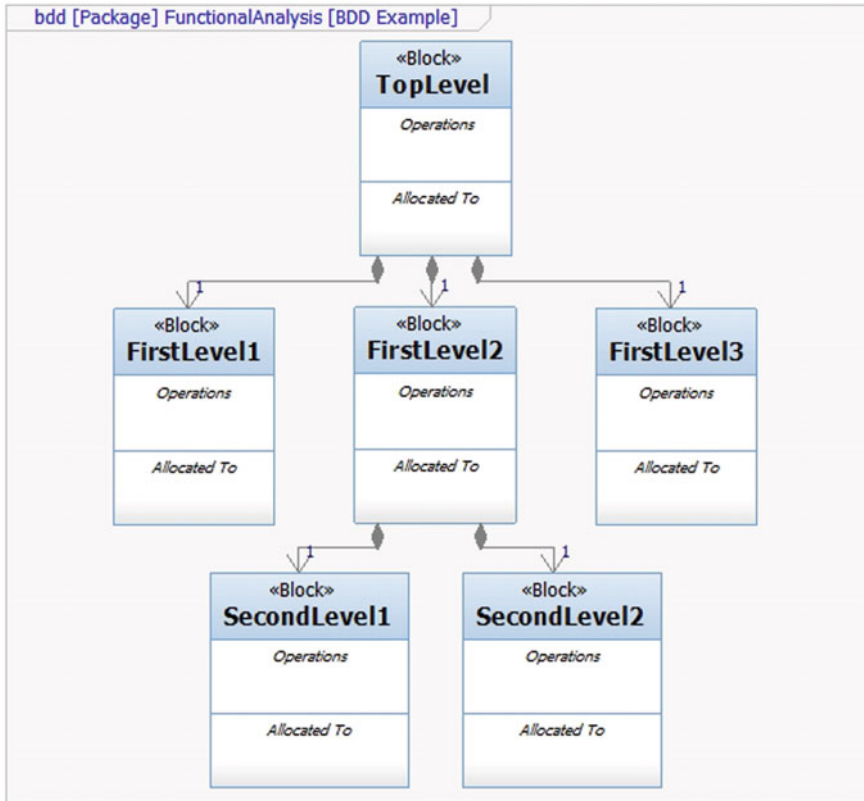 bdd [Package] FunctionalAnalysis [BDD Example]
«Block»
TopLevel
Operations
Allocated To
1
1
1
«Block»
FirstLevel1
Operations
Allocated To
«Block»
FirstLevel2
Operations
Allocated To
«Block»
FirstLevel3
Operations
Allocated To
1
1
«Block»
SecondLevel1
Operations
Allocated To
«Block»
SecondLevel2
Operations
Allocated To